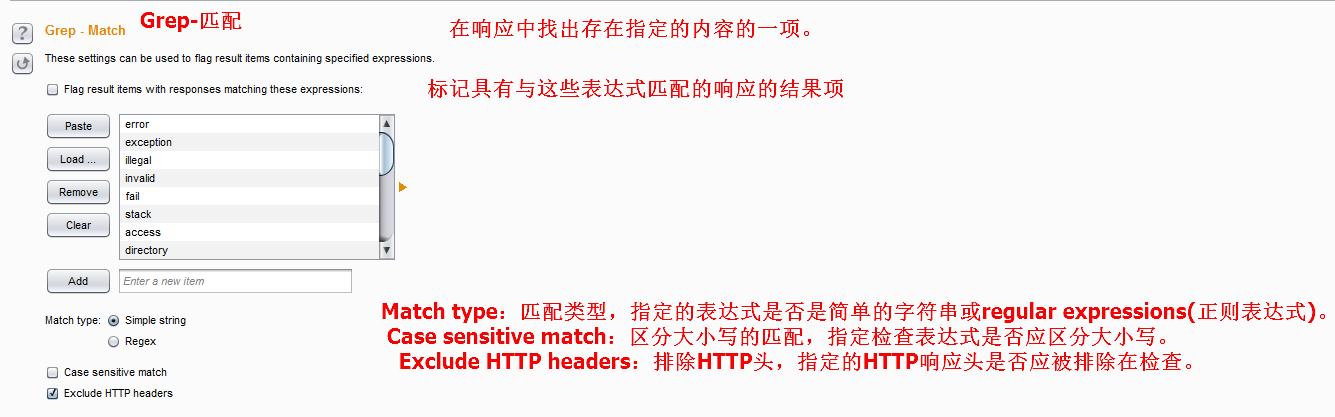 Grep - Match Grep-匹配 在响应中找出存在指定的内容的一项。
These settings can be used to flag result items containing specified expressions.
Flag result items with responses matching these expressions: 标记具有与这些表达式匹配的响应的结果项
Paste error
exception
Load ... illegal
invalid
Remove fail
stack
Clear access
directory
Add Enter a new item
Match type: Simple string Match type：匹配类型，指定的表达式是否是简单的字符串或regular expressions(正则表达式)。
Regex Case sensitive match：区分大小写的匹配，指定检查表达式是否应区分大小写。
Exclude HTTP headers：排除HTTP头，指定的HTTP响应头是否应被排除在检查。
Case sensitive match
Exclude HTTP headers